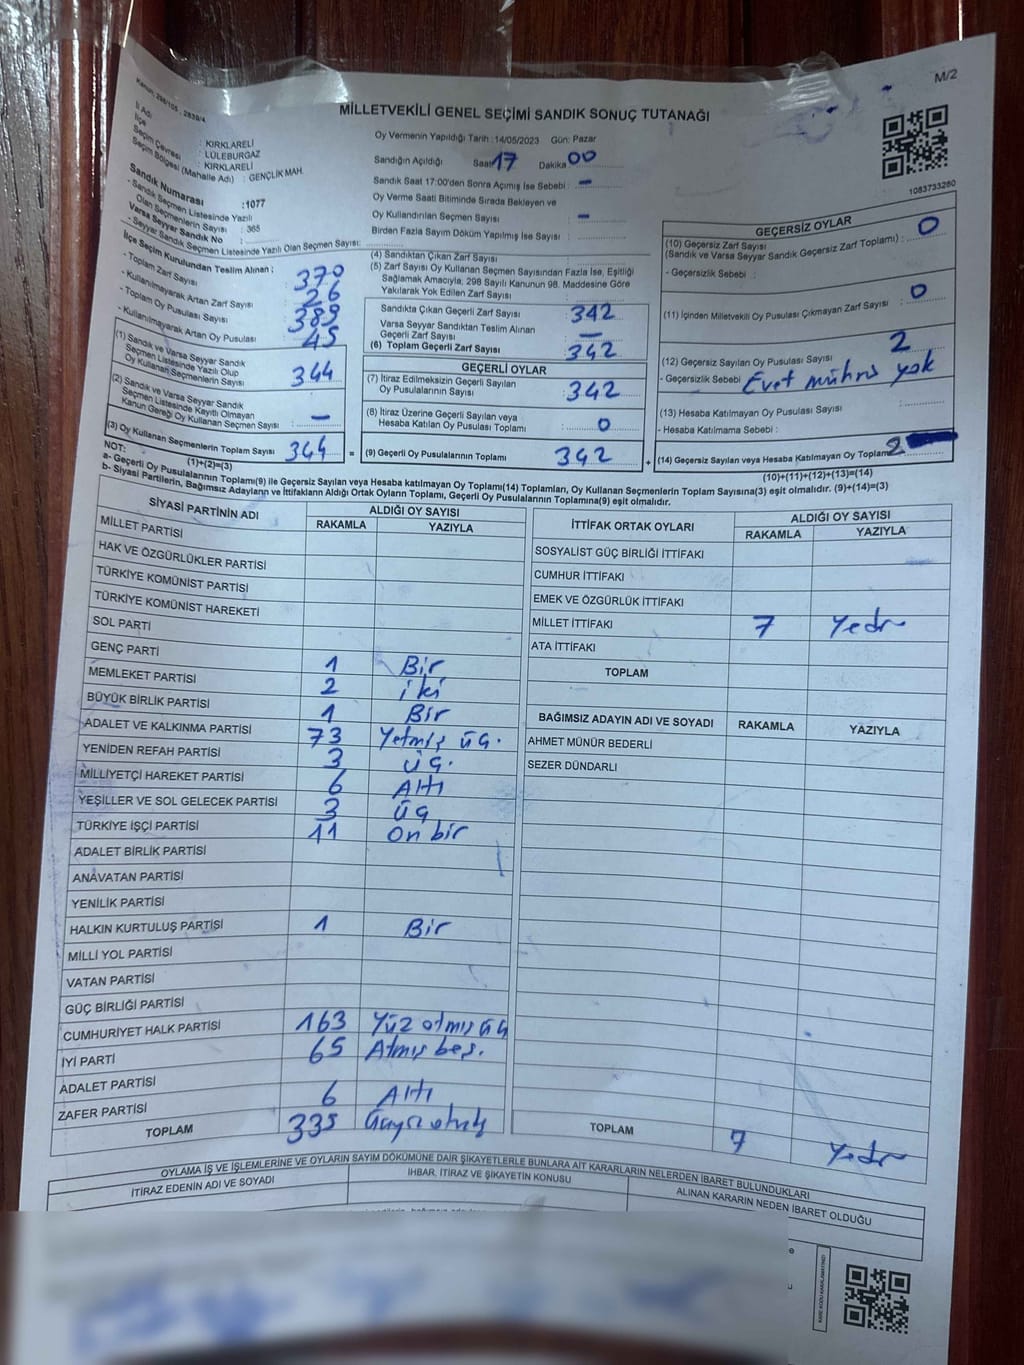 M/2
Kanun; 298/105 - 2839/4
MİLLETVEKİLİ GENEL SEÇİMİ SANDIK SONUÇ TUTANAĞI
İl Adı : KIRKLARELİ
İlçe : LÜLEBURGAZ
Seçim Çevresi : KIRKLARELİ
Seçim Bölgesi (Mahalle Adı) : GENÇLİK MAH.
Sandık Numarası :1077
- Sandık Seçmen Listesinde Yazılı
Olan Seçmenlerin Sayısı : 365
Varsa Seyyar Sandık No :
- Seyyar Sandık Seçmen Listesinde Yazılı Olan Seçmen Sayısı:
İlçe Seçim Kurulundan Teslim Alınan ;
- Toplam Zarf Sayısı 370
- Kullanılmayarak Artan Zarf Sayısı 26
- Toplam Oy Pusulası Sayısı 389
- Kullanılmayarak Artan Oy Pusulası 45
(1) Sandık ve Varsa Seyyar Sandık
Seçmen Listesinde Yazılı Olup
Oy Kullanan Seçmenlerin Sayısı 344
(2) Sandık ve Varsa Seyyar Sandık
Seçmen Listesinde Kayıtlı Olmayan
Kanun Gereği Oy Kullanan Seçmen Sayısı : –
(3) Oy Kullanan Seçmenlerin Toplam Sayısı 344
(1)+(2)=(3)
Oy Vermenin Yapıldığı Tarih : 14/05/2023 Gün: Pazar
Sandığın Açıldığı Saat 17 Dakika 00
Sandık Saat 17:00'den Sonra Açmış İse Sebebi : –
Oy Verme Saati Bitiminde Sırada Bekleyen ve
Oy Kullandırılan Seçmen Sayısı : –
Birden Fazla Sayım Döküm Yapılmış İse Sayısı :
(4) Sandıktan Çıkan Zarf Sayısı :
(5) Zarf Sayısı Oy Kullanan Seçmen Sayısından Fazla İse, Eşitliği
Sağlamak Amacıyla, 298 Sayılı Kanunun 98. Maddesine Göre
Yakılarak Yok Edilen Zarf Sayısı :
Sandıkta Çıkan Geçerli Zarf Sayısı : 342
Varsa Seyyar Sandıktan Teslim Alınan
Geçerli Zarf Sayısı : –
(6) Toplam Geçerli Zarf Sayısı : 342
GEÇERLİ OYLAR
(7) İtiraz Edilmeksizin Geçerli Sayılan
Oy Pusulalarının Sayısı : 342
(8) İtiraz Üzerine Geçerli Sayılan veya
Hesaba Katılan Oy Pusulası Toplamı : 0
= (9) Geçerli Oy Pusulalarının Toplamı 342 +
1083733280
GEÇERSİZ OYLAR
(10) Geçersiz Zarf Sayısı
(Sandık ve Varsa Seyyar Sandık Geçersiz Zarf Toplamı) : 0
- Geçersizlik Sebebi :
(11) İçinden Milletvekili Oy Pusulası Çıkmayan Zarf Sayısı : 0
(12) Geçersiz Sayılan Oy Pusulası Sayısı : 2
- Geçersizlik Sebebi : Evet mührü yok
(13) Hesaba Katılmayan Oy Pusulası Sayısı :
- Hesaba Katılmama Sebebi :
(14) Geçersiz Sayılan veya Hesaba Katılmayan Oy Toplamı 2
(10)+(11)+(12)+(13)=(14)
NOT:
a- Geçerli Oy Pusulalarının Toplamı(9) ile Geçersiz Sayılan veya Hesaba katılmayan Oy Toplamı(14) Toplamları, Oy Kullanan Seçmenlerin Toplam Sayısına(3) eşit olmalıdır. (9)+(14)=(3)
b- Siyasi Partilerin, Bağımsız Adayların ve İttifakların Aldığı Ortak Oyların Toplamı, Geçerli Oy Pusulalarının Toplamına(9) eşit olmalıdır.
SİYASİ PARTİNİN ADI ALDIĞI OY SAYISI
RAKAMLA YAZIYLA
MİLLET PARTİSİ
HAK VE ÖZGÜRLÜKLER PARTİSİ
TÜRKİYE KOMÜNİST PARTİSİ
TÜRKİYE KOMÜNİST HAREKETİ
SOL PARTİ
GENÇ PARTİ 1 Bir
MEMLEKET PARTİSİ 2 iki
BÜYÜK BİRLİK PARTİSİ 1 Bir
ADALET VE KALKINMA PARTİSİ 73 Yetmiş üç.
YENİDEN REFAH PARTİSİ 3 üç.
MİLLİYETÇİ HAREKET PARTİSİ 6 Altı
YEŞİLLER VE SOL GELECEK PARTİSİ 3 üç
TÜRKİYE İŞÇİ PARTİSİ 11 on bir
ADALET BİRLİK PARTİSİ
ANAVATAN PARTİSİ
YENİLİK PARTİSİ
HALKIN KURTULUŞ PARTİSİ 1 Bir
MİLLİ YOL PARTİSİ
VATAN PARTİSİ
GÜÇ BİRLİĞİ PARTİSİ
CUMHURİYET HALK PARTİSİ 163 Yüz atmış üç
İYİ PARTİ 65 Atmış beş.
ADALET PARTİSİ
ZAFER PARTİSİ 6 Altı
TOPLAM 335
İTTİFAK ORTAK OYLARI ALDIĞI OY SAYISI
RAKAMLA YAZIYLA
SOSYALİST GÜÇ BİRLİĞİ İTTİFAKI
CUMHUR İTTİFAKI
EMEK VE ÖZGÜRLÜK İTTİFAKI
MİLLET İTTİFAKI 7 Yedi
ATA İTTİFAKI
TOPLAM
BAĞIMSIZ ADAYIN ADI VE SOYADI RAKAMLA YAZIYLA
AHMET MÜNÜR BEDERLİ
SEZER DÜNDARLI
TOPLAM 7 Yedi
OYLAMA İŞ VE İŞLEMLERİNE VE OYLARIN SAYIM DÖKÜMÜNE DAİR ŞİKAYETLERLE BUNLARA AİT KARARLARIN NELERDEN İBARET BULUNDUKLARI
İTİRAZ EDENİN ADI VE SOYADI İHBAR, İTİRAZ VE ŞİKAYETİN KONUSU ALINAN KARARIN NEDEN İBARET OLDUĞU